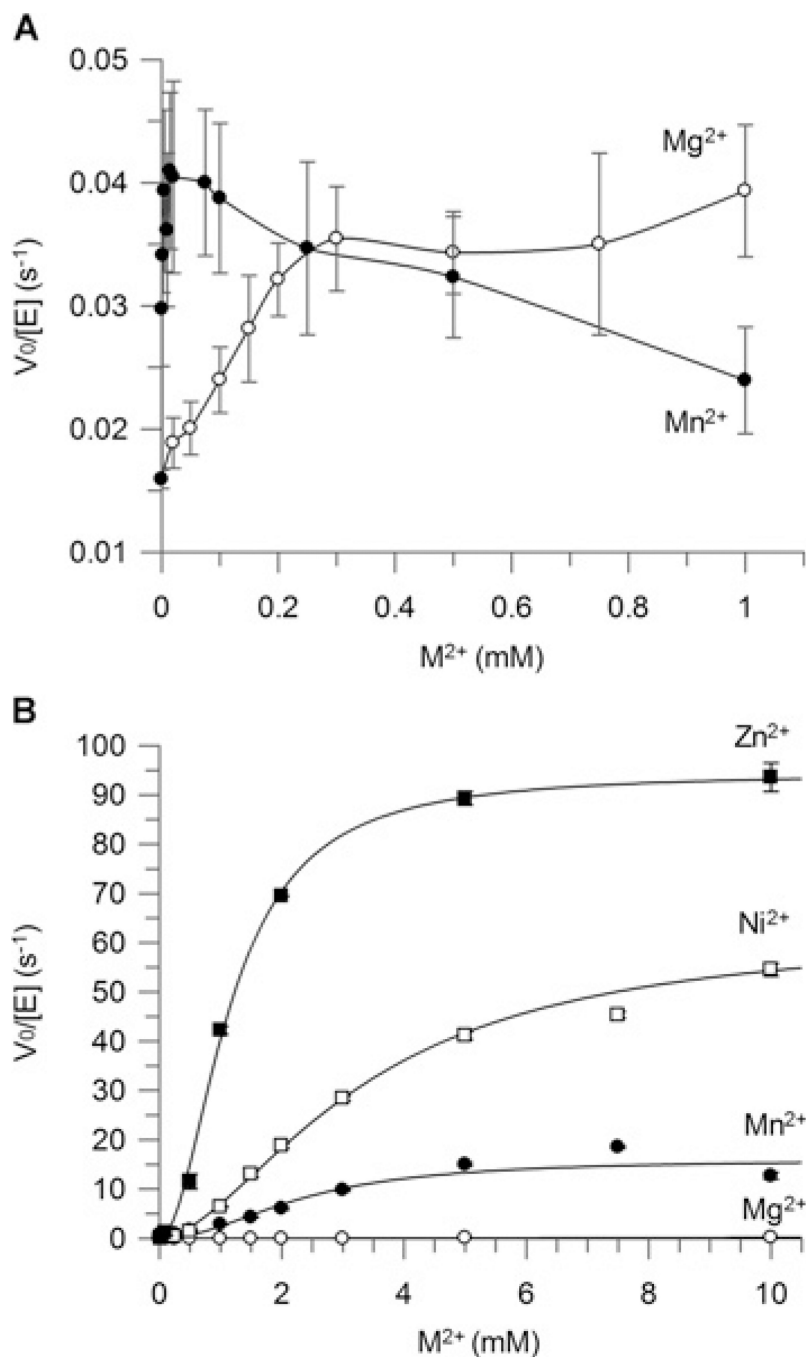 A
0.05
Mg²⁺
0.04
V₀/[E] (s⁻¹)
0.03
0.02
Mn²⁺
0.01
0 0.2 0.4 0.6 0.8 1
M²⁺ (mM)
B
100
Zn²⁺
90
80
70
60
Ni²⁺
V₀/[E] (s⁻¹)
50
40
30
20
Mn²⁺
10
Mg²⁺
0
0 2 4 6 8 10
M²⁺ (mM)